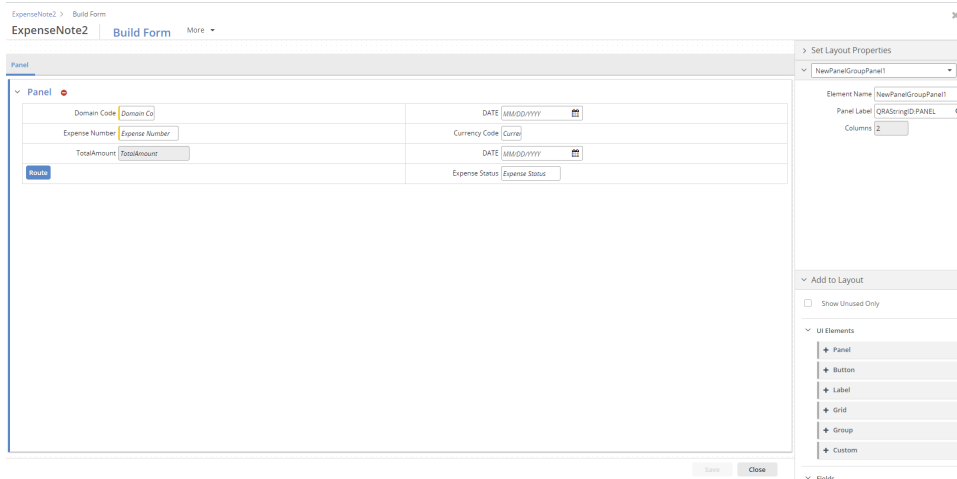 ExpenseNote2 > Build Form
ExpenseNote2 Build Form More
Panel
Panel
Domain Code Domain Co
DATE MM/DD/YYYY
Expense Number Expense Number
Currency Code Curre
TotalAmount TotalAmount
DATE MM/DD/YYYY
Route
Expense Status Expense Status
Save Close
Set Layout Properties
NewPanelGroupPanel1
Element Name NewPanelGroupPanel1
Panel Label QRAStringID:PANEL
Columns 2
Add to Layout
Show Unused Only
UI Elements
+ Panel
+ Button
+ Label
+ Grid
+ Group
+ Custom
Fields